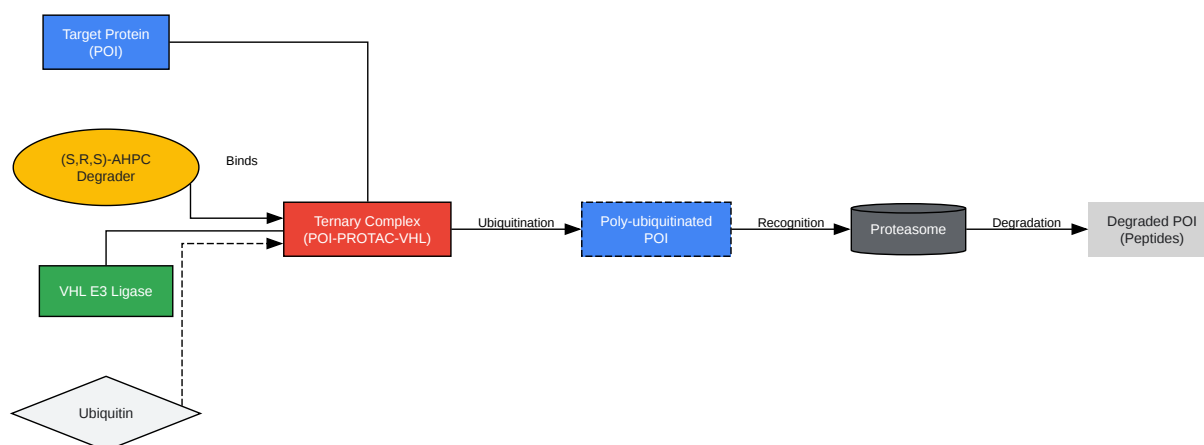 Target Protein
(POI)
(S,R,S)-AHPC
Degrader
Binds
Ternary Complex
(POI-PROTAC-VHL)
Ubiquitination
Poly-ubiquitinated
POI
Recognition
Proteasome
Degradation
Degraded POI
(Peptides)
VHL E3 Ligase
Ubiquitin